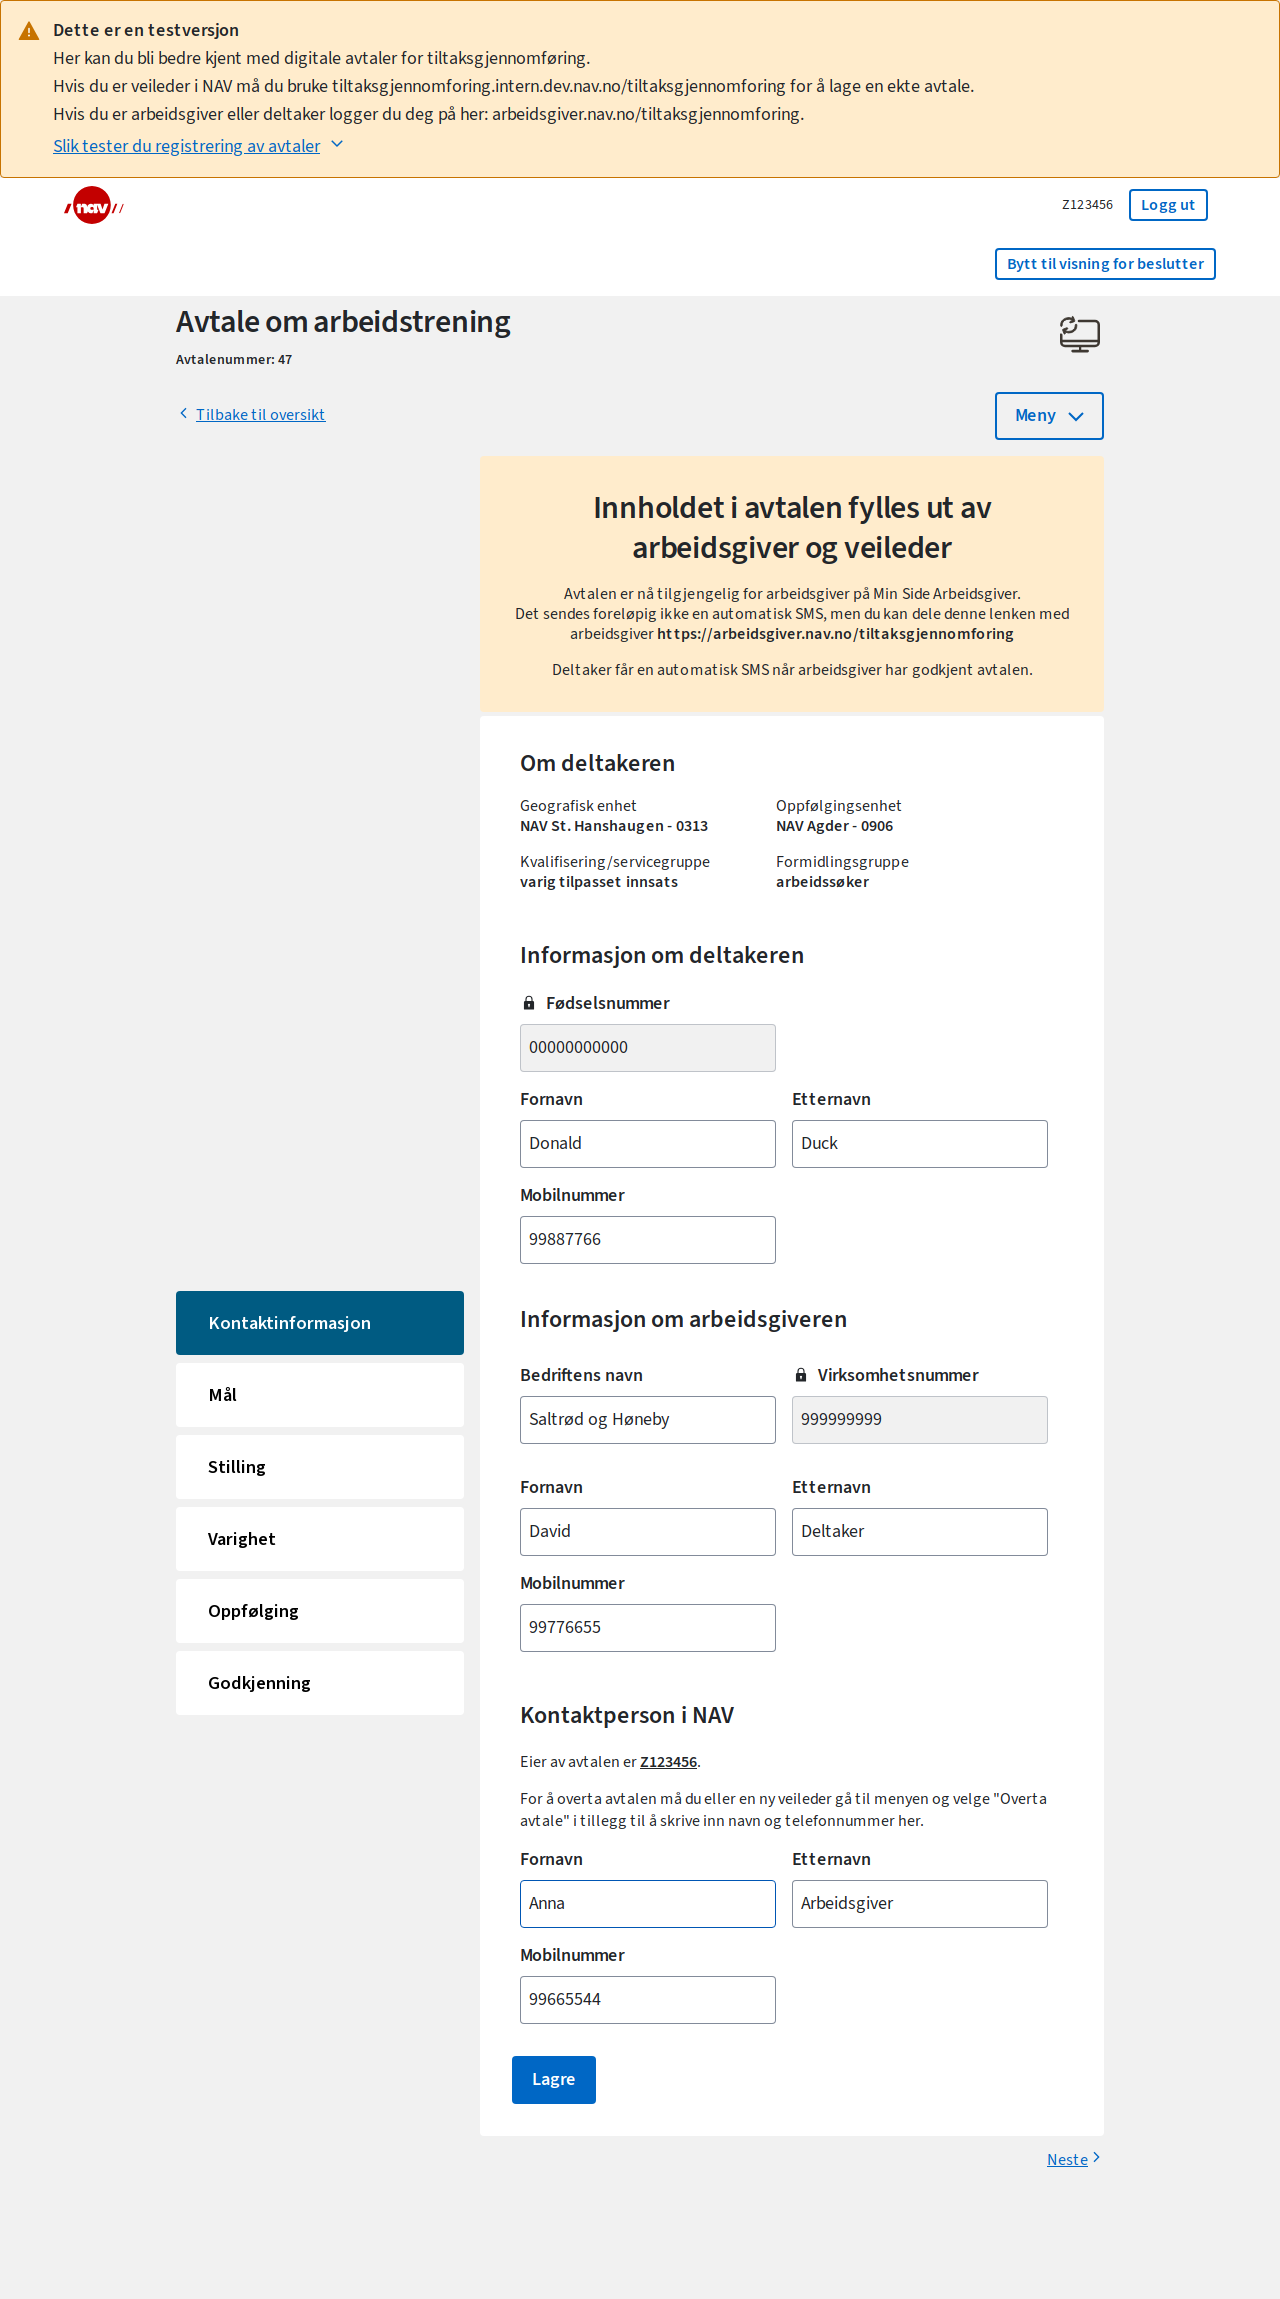 Dette er en testversjon
Her kan du bli bedre kjent med digitale avtaler for tiltaksgjennomføring.
Hvis du er veileder i NAV må du bruke tiltaksgjennomforing.intern.dev.nav.no/tiltaksgjennomforing for å lage en ekte avtale.
Hvis du er arbeidsgiver eller deltaker logger du deg på her: arbeidsgiver.nav.no/tiltaksgjennomforing.
Slik tester du registrering av avtaler
nav
Z123456
Logg ut
Bytt til visning for beslutter
Avtale om arbeidstrening
Avtalenummer: 47
Tilbake til oversikt
Meny
Innholdet i avtalen fylles ut av
arbeidsgiver og veileder
Avtalen er nå tilgjengelig for arbeidsgiver på Min Side Arbeidsgiver.
Det sendes foreløpig ikke en automatisk SMS, men du kan dele denne lenken med
arbeidsgiver https://arbeidsgiver.nav.no/tiltaksgjennomforing
Deltaker får en automatisk SMS når arbeidsgiver har godkjent avtalen.
Om deltakeren
Geografisk enhet
NAV St. Hanshaugen - 0313
Oppfølgingsenhet
NAV Agder - 0906
Kvalifisering/servicegruppe
varig tilpasset innsats
Formidlingsgruppe
arbeidssøker
Informasjon om deltakeren
Fødselsnummer
00000000000
Fornavn
Donald
Etternavn
Duck
Mobilnummer
99887766
Kontaktinformasjon
Mål
Stilling
Varighet
Oppfølging
Godkjenning
Informasjon om arbeidsgiveren
Bedriftens navn
Saltrød og Høneby
Virksomhetsnummer
999999999
Fornavn
David
Etternavn
Deltaker
Mobilnummer
99776655
Kontaktperson i NAV
Eier av avtalen er Z123456.
For å overta avtalen må du eller en ny veileder gå til menyen og velge "Overta
avtale" i tillegg til å skrive inn navn og telefonnummer her.
Fornavn
Anna
Etternavn
Arbeidsgiver
Mobilnummer
99665544
Lagre
Neste